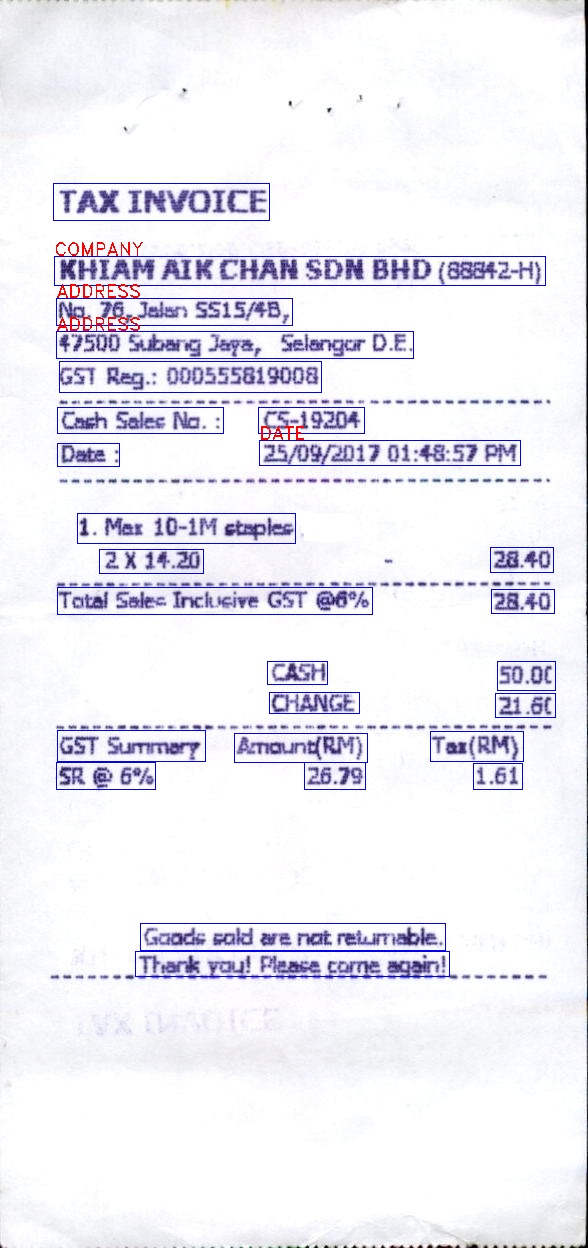 TAX INVOICE
COMPANY
KHIAM AIK CHAN SDN BHD (88842-H)
ADDRESS
No. 76, Jalan SS15/4B,
ADDRESS
47500 Subang Jaya, Selangor D.E.
GST Reg.: 000555819008
Cash Sales No. : CS-19204
DATE
Date : 25/09/2017 01:48:57 PM
1. Max 10-1M staples
2 X 14.20 - 28.40
Total Sales Inclusive GST @6% 28.40
CASH 50.00
CHANGE 21.60
GST Summary Amount(RM) Tax(RM)
SR @ 6% 26.79 1.61
Goods sold are not returnable.
Thank you! Please come again!